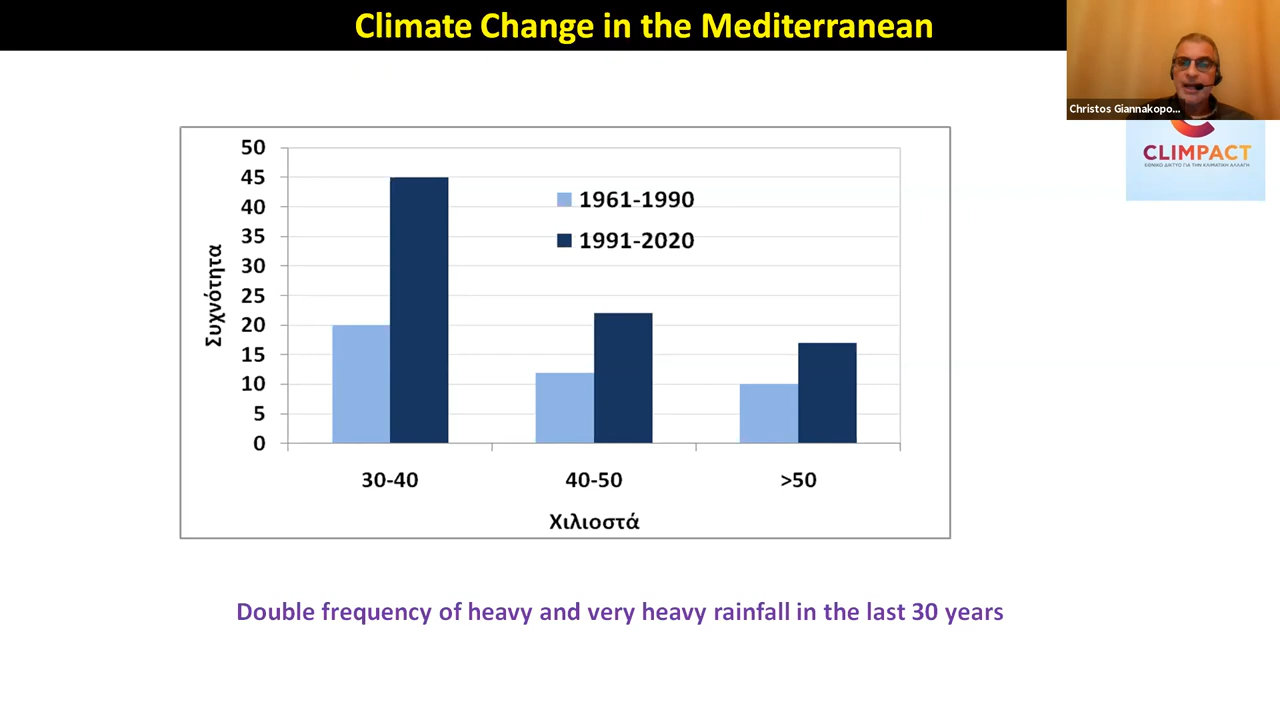 Climate Change in the Mediterranean
Christos Giannakopo...
CLIMPACT
ΕΘΝΙΚΟ ΔΙΚΤΥΟ ΓΙΑ ΤΗΝ ΚΛΙΜΑΤΙΚΗ ΑΛΛΑΓΗ
50
45
40
35
30
25
20
15
10
5
0
Συχνότητα
1961-1990
1991-2020
30-40
40-50
>50
Χιλιοστά
Double frequency of heavy and very heavy rainfall in the last 30 years